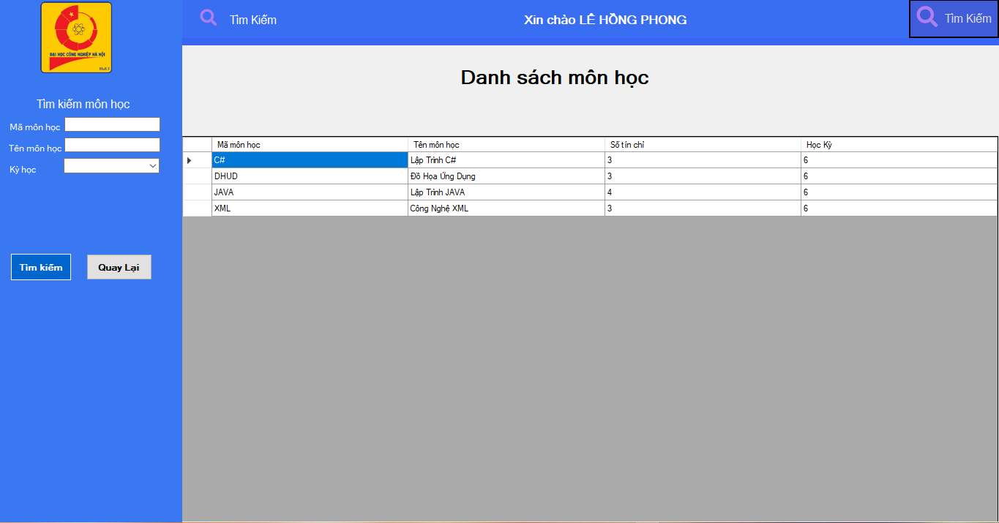 ĐẠI HỌC CÔNG NGHIỆP HÀ NỘI
HaUI
Tìm Kiếm
Xin chào LÊ HỒNG PHONG
Tìm Kiếm
Tìm kiếm môn học
Mã môn học
Tên môn học
Kỳ học
Tìm kiếm
Quay Lại
Danh sách môn học
Mã môn học Tên môn học Số tín chỉ Học Kỳ
C# Lập Trình C# 3 6
DHUD Đồ Họa Ứng Dụng 3 6
JAVA Lập Trình JAVA 4 6
XML Công Nghệ XML 3 6